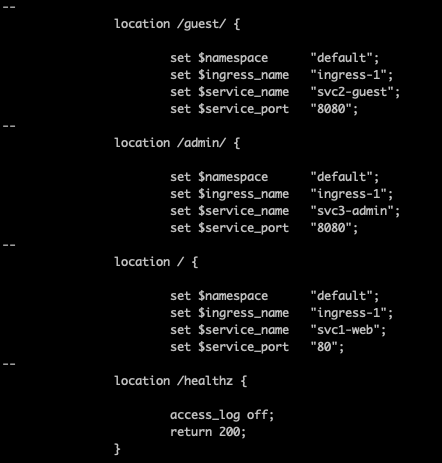 --
location /guest/ {
set $namespace "default";
set $ingress_name "ingress-1";
set $service_name "svc2-guest";
set $service_port "8080";
--
location /admin/ {
set $namespace "default";
set $ingress_name "ingress-1";
set $service_name "svc3-admin";
set $service_port "8080";
--
location / {
set $namespace "default";
set $ingress_name "ingress-1";
set $service_name "svc1-web";
set $service_port "80";
--
location /healthz {
access_log off;
return 200;
}